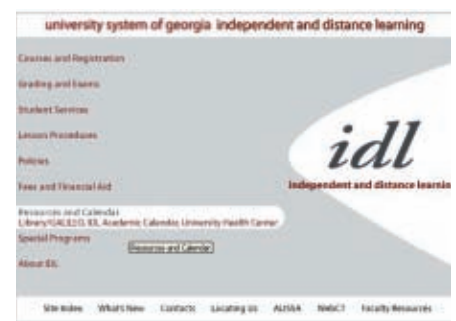 university system of georgia independent and distance learning
Courses and Registration
Grading and Exams
Student Services
Lesson Procedures
Policies
Fees and Financial Aid
idl
independent and distance learnin
Resources and Calendar
Library/GALILEO, IDL Academic Calendar, University Health Center
Special Programs
Resources and Calendar
About IDL
Site Index What's New Contacts Locating Us ALISSA WebCT Faculty Resources